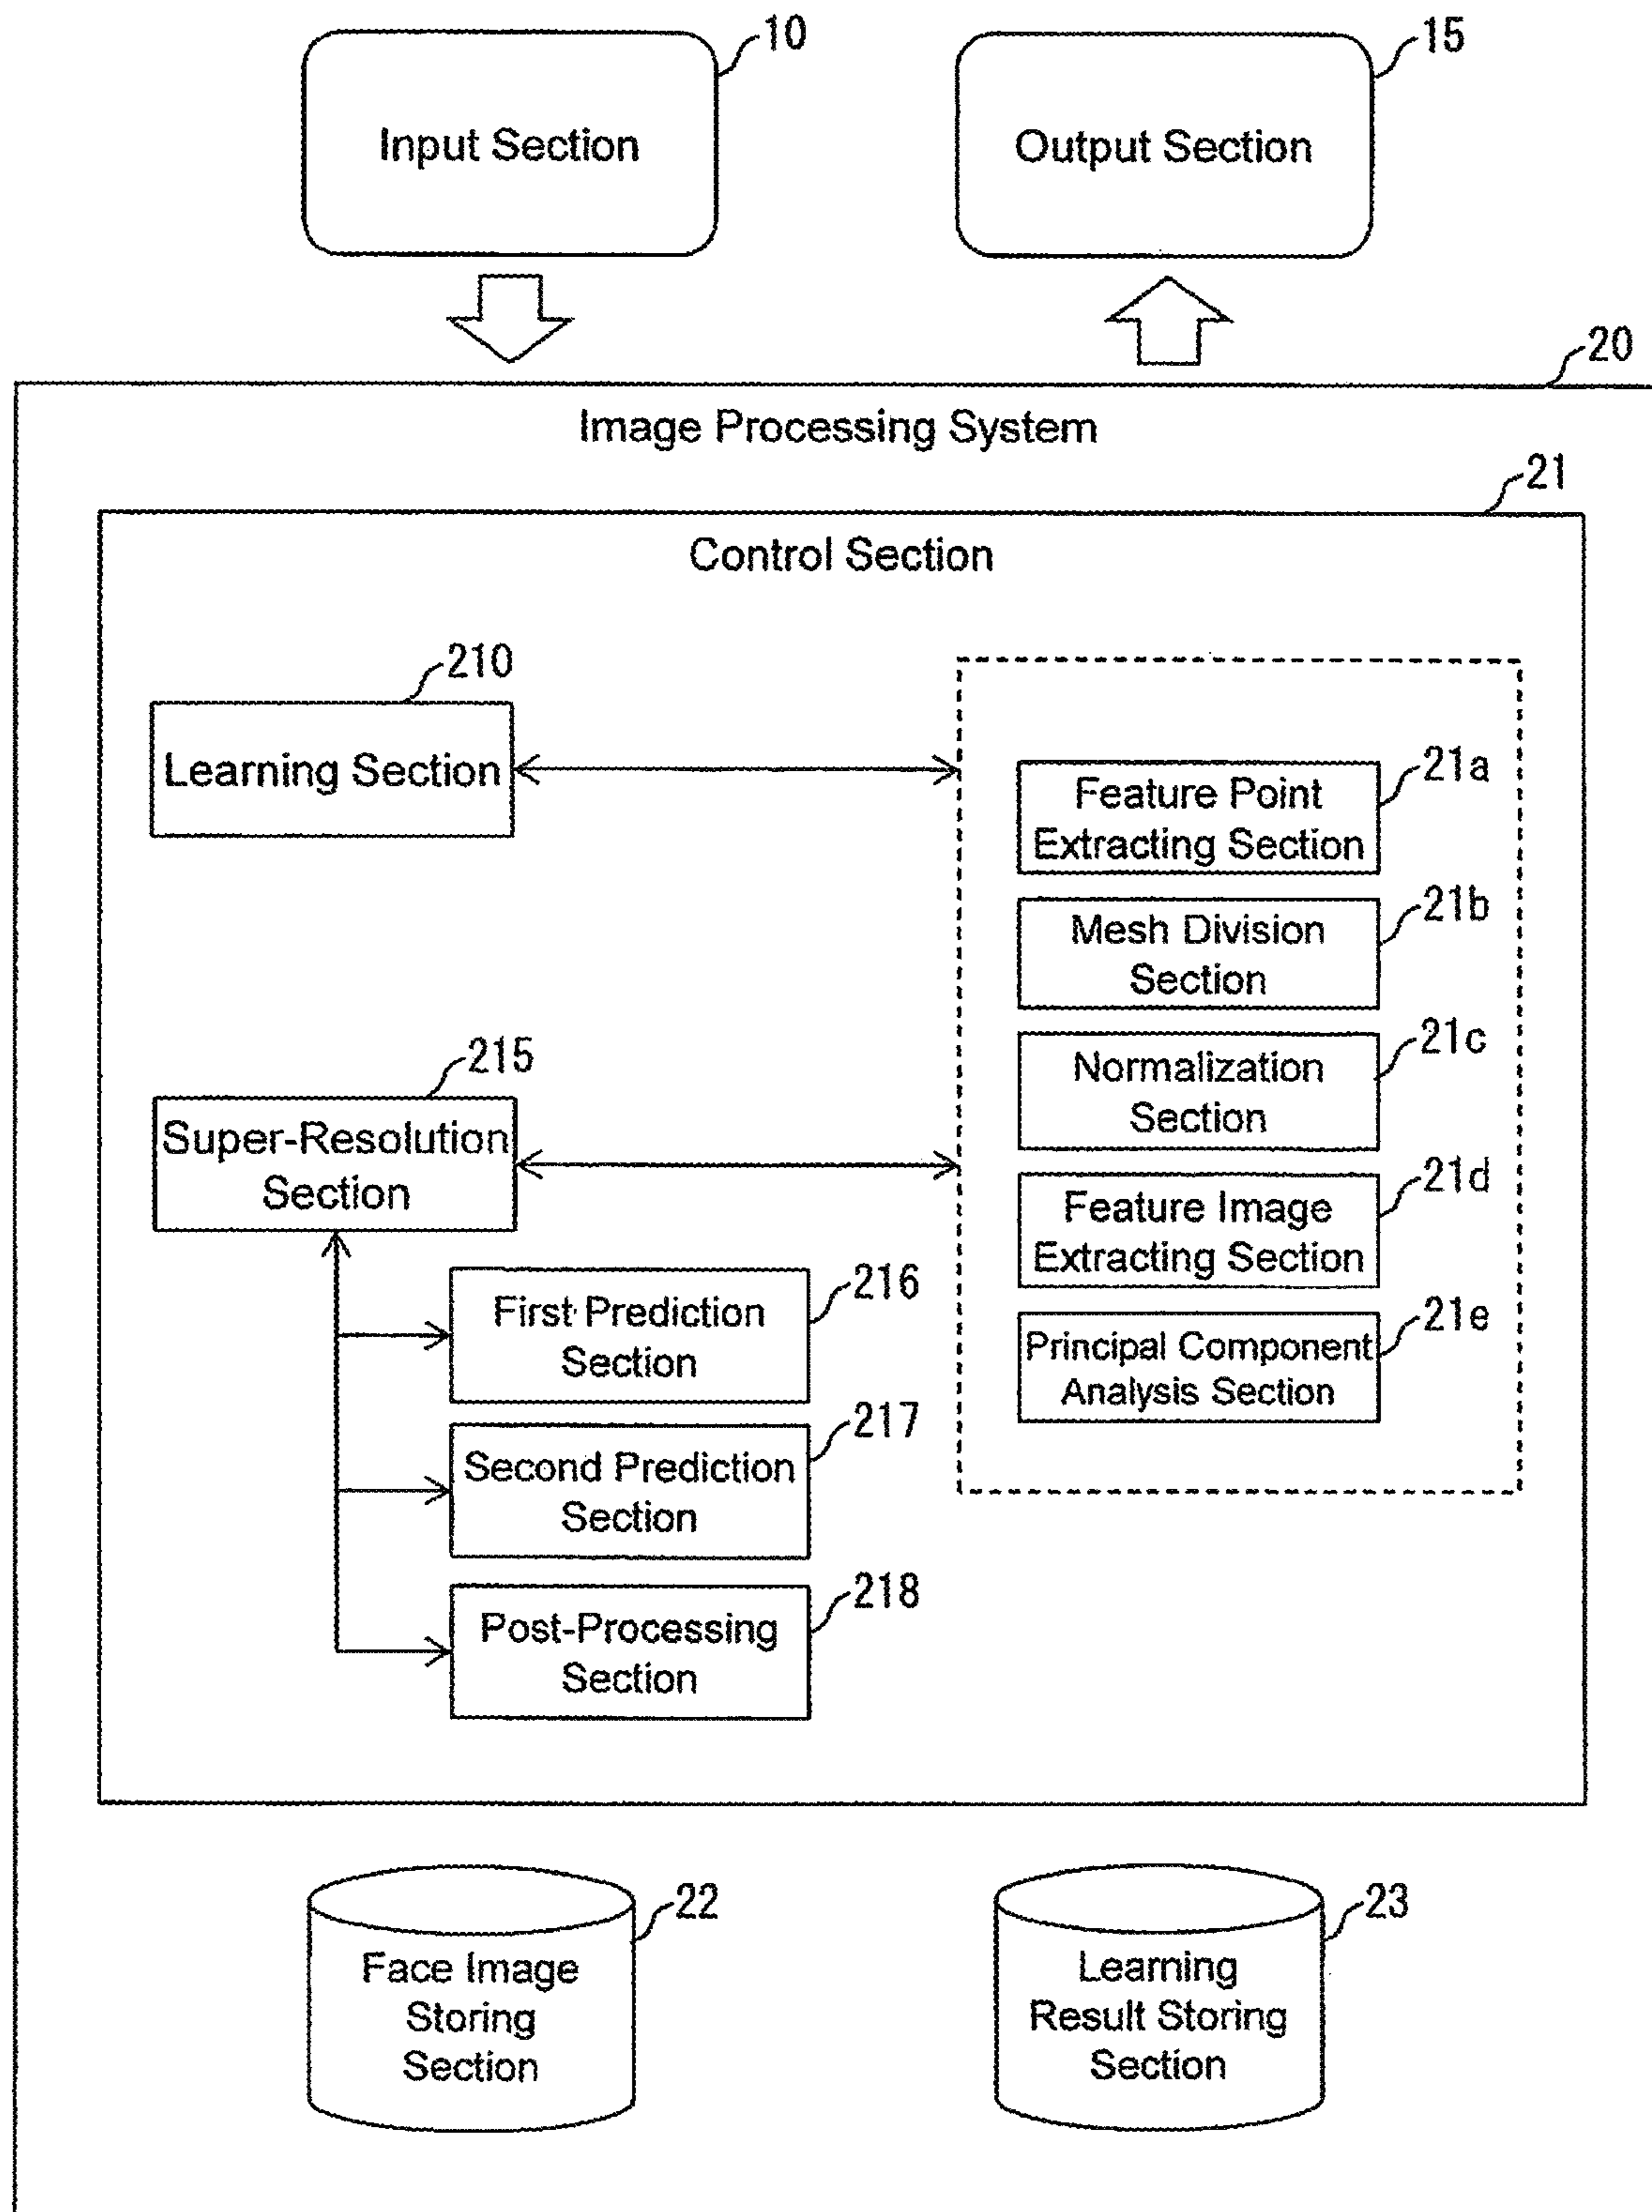 10
15
Input Section
Output Section
20
Image Processing System
21
Control Section
210
Learning Section
21a
Feature Point
Extracting Section
21b
Mesh Division
Section
21c
Normalization
Section
215
Super-Resolution
Section
21d
Feature Image
Extracting Section
21e
Principal Component
Analysis Section
216
First Prediction
Section
217
Second Prediction
Section
218
Post-Processing
Section
22
Face Image
Storing
Section
23
Learning
Result Storing
Section